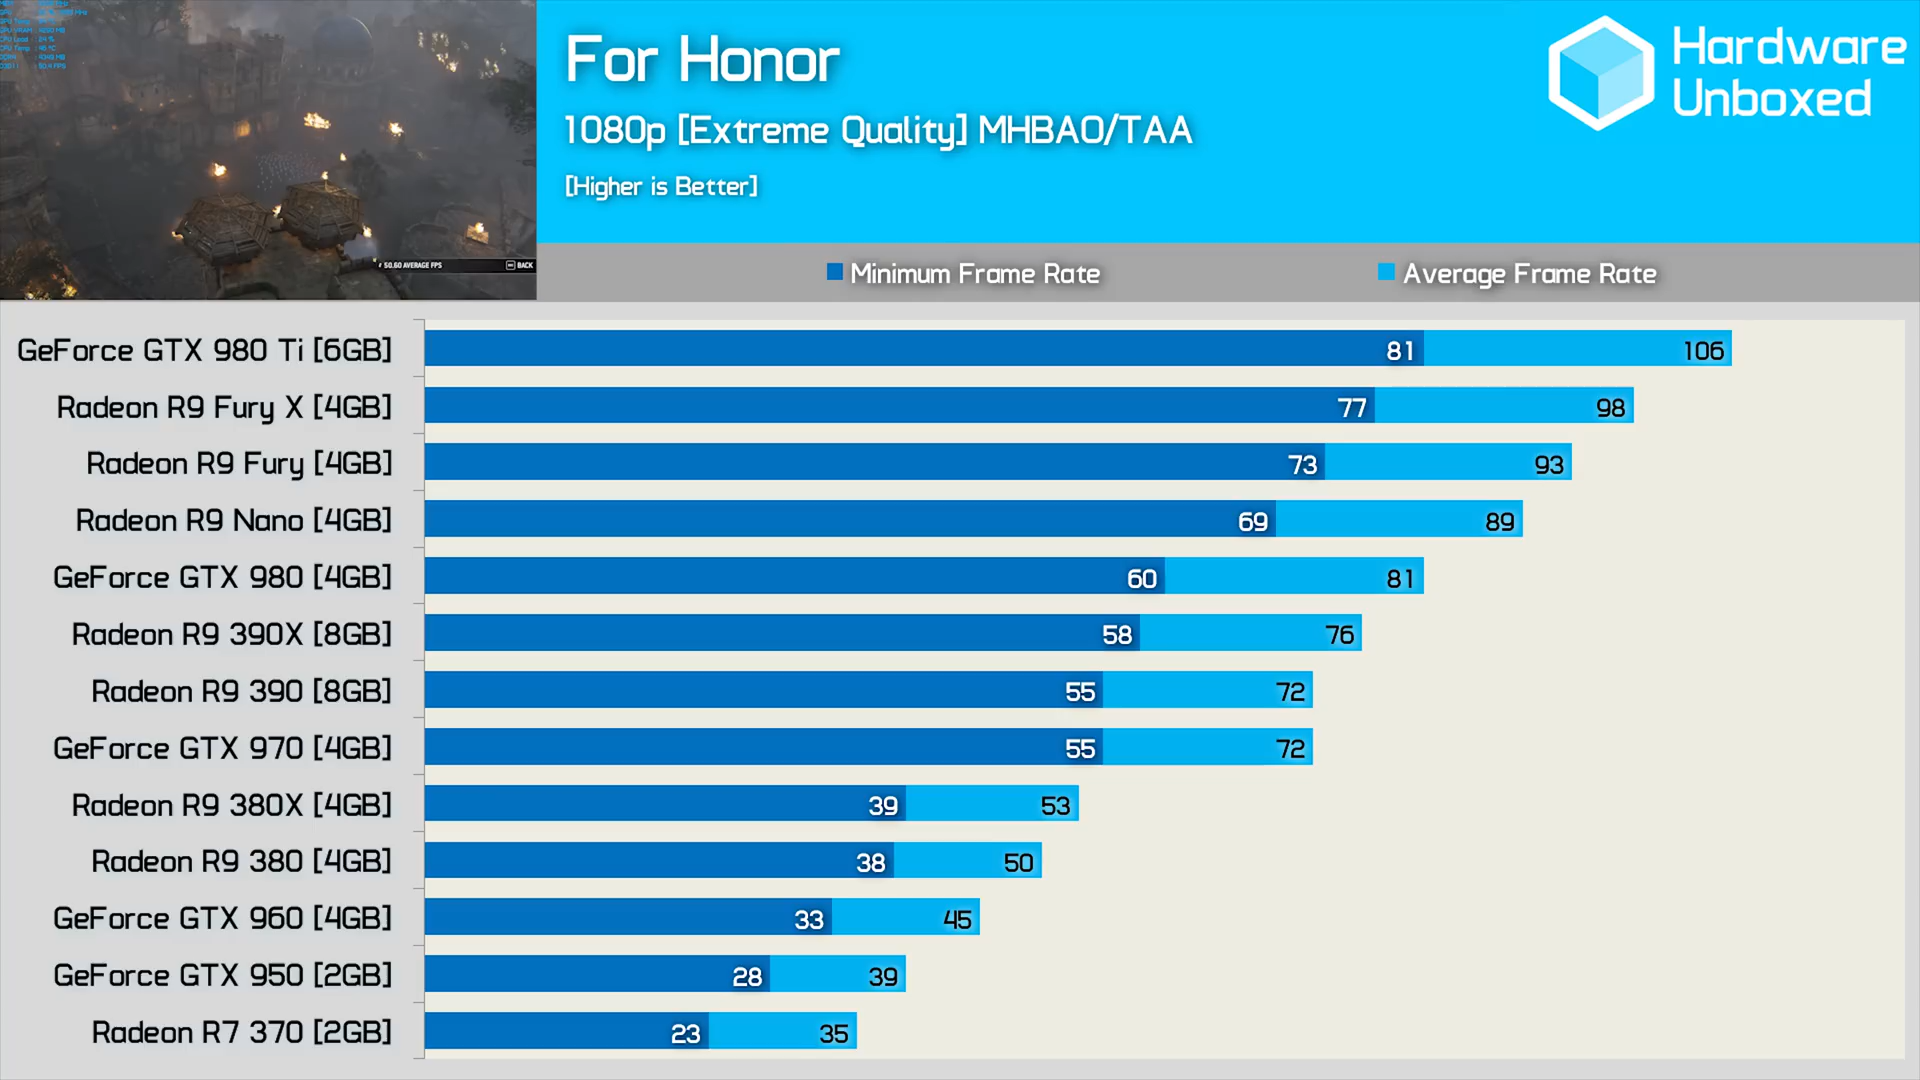 For Honor
1080p [Extreme Quality] MHBAO/TAA
[Higher is Better]
Hardware
Unboxed
50.60 AVERAGE FPS
BACK
Minimum Frame Rate
Average Frame Rate
GeForce GTX 980 Ti [6GB] 81 106
Radeon R9 Fury X [4GB] 77 98
Radeon R9 Fury [4GB] 73 93
Radeon R9 Nano [4GB] 69 89
GeForce GTX 980 [4GB] 60 81
Radeon R9 390X [8GB] 58 76
Radeon R9 390 [8GB] 55 72
GeForce GTX 970 [4GB] 55 72
Radeon R9 380X [4GB] 39 53
Radeon R9 380 [4GB] 38 50
GeForce GTX 960 [4GB] 33 45
GeForce GTX 950 [2GB] 28 39
Radeon R7 370 [2GB] 23 35